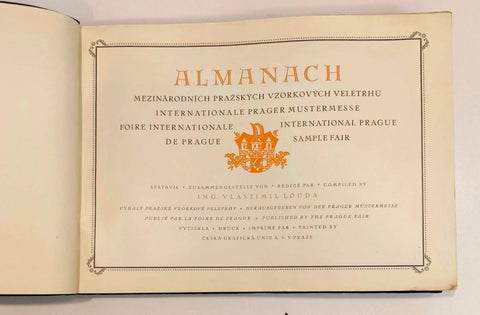 ALMANACH
MEZINÁRODNÍCH PRAŽSKÝCH VZORKOVÝCH VELETRHŮ
INTERNATIONALE PRAGER MUSTERMESSE
FOIRE INTERNATIONALE
DE PRAGUE
INTERNATIONAL PRAGUE
SAMPLE FAIR
SESTAVIL • ZUSAMMENGESTELLT VON • RÉDIGÉ PAR • COMPILED BY
ING. VLASTIMIL LOUDA
VYDALY PRAŽSKÉ VZORKOVÉ VELETRHY • HERAUSGEGEBEN VON DER PRAGER MUSTERMESSE
PUBLIÉ PAR LA FOIRE DE PRAGUE • PUBLISHED BY THE PRAGUE FAIR
VYTISKLA • DRUCK • IMPRIMÉ PAR • PRINTED BY
ČESKÁ GRAFICKÁ UNIE A. S. V PRAZE